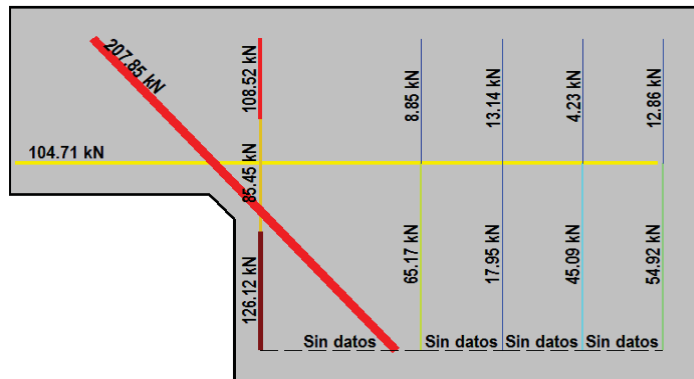 207.85 kN
108.52 kN
8.85 kN
13.14 kN
4.23 kN
12.86 kN
104.71 kN
85.45 kN
126.12 kN
65.17 kN
17.95 kN
45.09 kN
54.92 kN
Sin datos
Sin datos
Sin datos
Sin datos